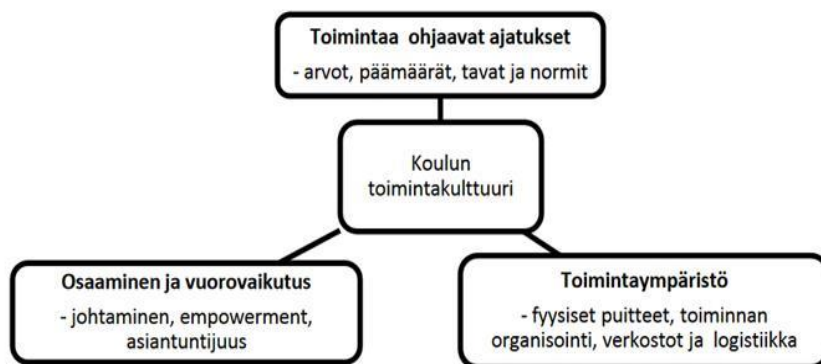 Toimintaa ohjaavat ajatukset
- arvot, päämäärät, tavat ja normit
Koulun
toimintakulttuuri
Osaaminen ja vuorovaikutus
- johtaminen, empowerment,
asiantuntijuus
Toimintaympäristö
- fyysiset puitteet, toiminnan
organisointi, verkostot ja logistiikka